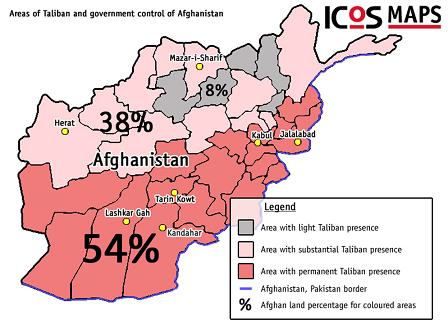 Areas of Taliban and government control of Afghanistan
ICOS MAPS
Mazar-i-Sharif
8%
Herat
38%
Kabul
Jalalabad
Afghanistan
Tarin Kowt
Lashkar Gah
Kandahar
54%
Legend
Area with light Taliban presence
Area with substantial Taliban presence
Area with permanent Taliban presence
Afghanistan, Pakistan border
% Afghan land percentage for coloured areas